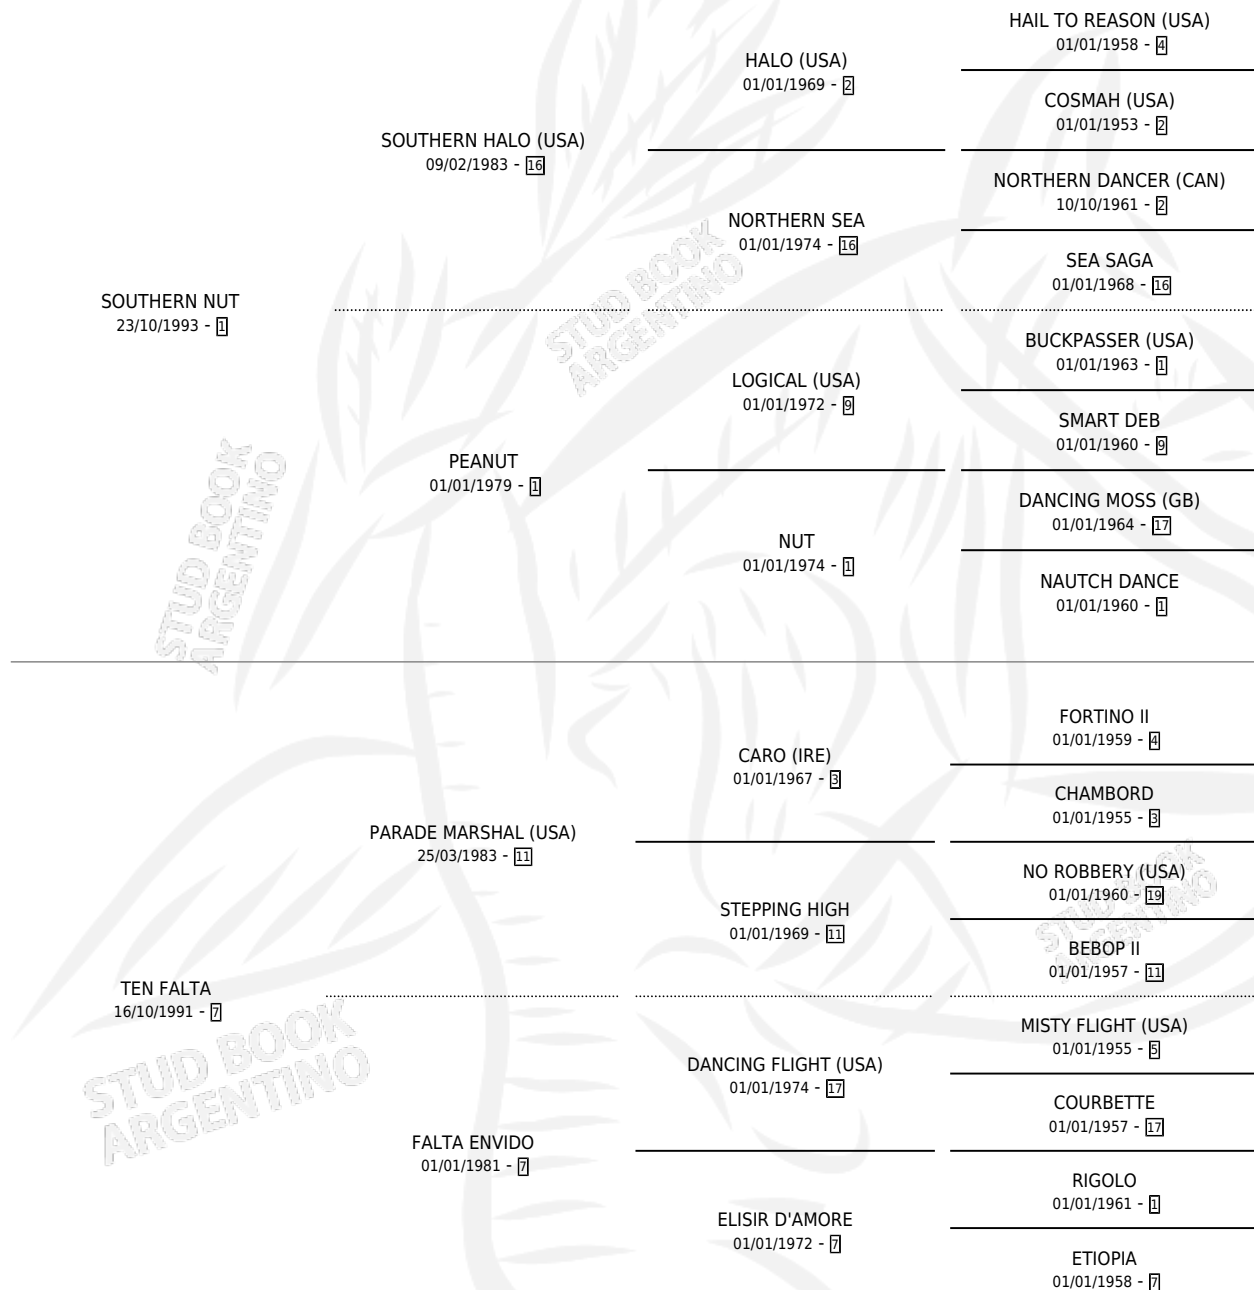 HAIL TO REASON (USA)
01/01/1958 - 4
HALO (USA)
01/01/1969 - 2
COSMAH (USA)
01/01/1953 - 2
SOUTHERN HALO (USA)
09/02/1983 - 16
NORTHERN DANCER (CAN)
10/10/1961 - 2
NORTHERN SEA
01/01/1974 - 16
SEA SAGA
01/01/1968 - 16
STUD BOOK
ARGENTINO
SOUTHERN NUT
23/10/1993 - 1
BUCKPASSER (USA)
01/01/1963 - 1
LOGICAL (USA)
01/01/1972 - 9
SMART DEB
01/01/1960 - 9
PEANUT
01/01/1979 - 1
DANCING MOSS (GB)
01/01/1964 - 17
NUT
01/01/1974 - 1
NAUTCH DANCE
01/01/1960 - 1
STUD BOOK
ARGENTINO
FORTINO II
01/01/1959 - 4
CARO (IRE)
01/01/1967 - 3
CHAMBORD
01/01/1955 - 3
PARADE MARSHAL (USA)
25/03/1983 - 11
NO ROBBERY (USA)
01/01/1960 - 19
STEPPING HIGH
01/01/1969 - 11
STUD BOOK
ARGENTINO
BEBOP II
01/01/1957 - 11
TEN FALTA
16/10/1991 - 7
MISTY FLIGHT (USA)
01/01/1955 - 5
DANCING FLIGHT (USA)
01/01/1974 - 17
COURBETTE
01/01/1957 - 17
STUD BOOK
ARGENTINO
FALTA ENVIDO
01/01/1981 - 7
RIGOLO
01/01/1961 - 1
ELISIR D'AMORE
01/01/1972 - 7
ETIOPIA
01/01/1958 - 7